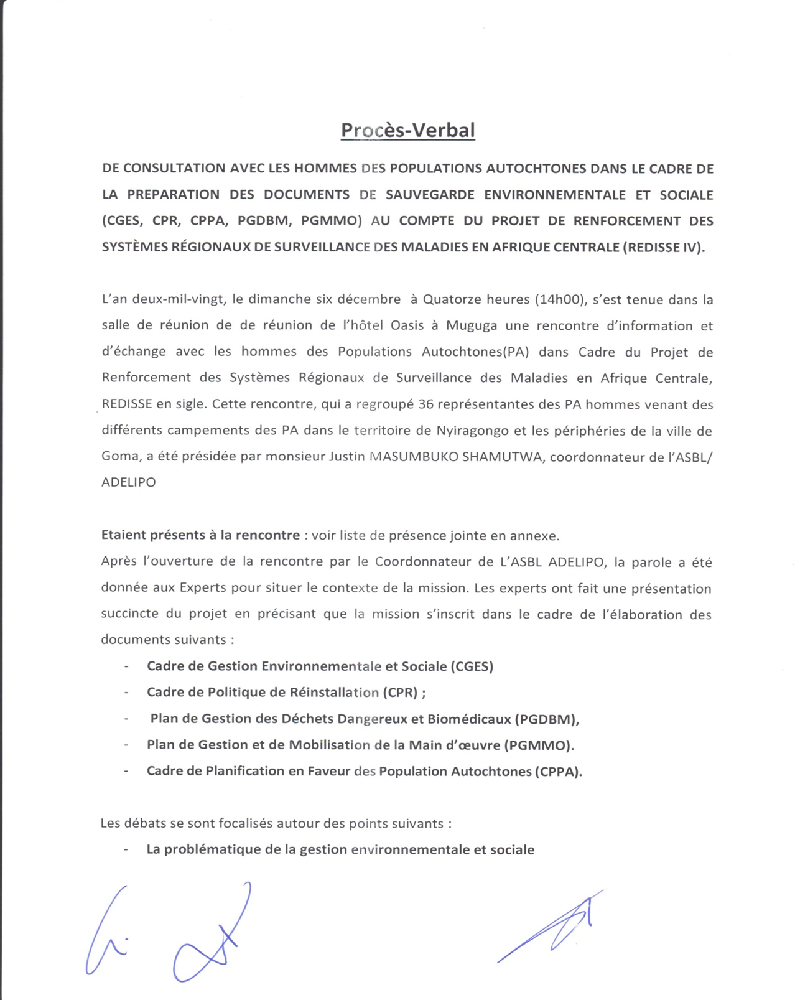 Procès-Verbal
DE CONSULTATION AVEC LES HOMMES DES POPULATIONS AUTOCHTONES DANS LE CADRE DE
LA PREPARATION DES DOCUMENTS DE SAUVEGARDE ENVIRONNEMENTALE ET SOCIALE
(CGES, CPR, CPPA, PGDBM, PGMMO) AU COMPTE DU PROJET DE RENFORCEMENT DES
SYSTÈMES RÉGIONAUX DE SURVEILLANCE DES MALADIES EN AFRIQUE CENTRALE (REDISSE IV).
L’an deux-mil-vingt, le dimanche six décembre à Quatorze heures (14h00), s’est tenue dans la
salle de réunion de de réunion de l’hôtel Oasis à Muguga une rencontre d’information et
d’échange avec les hommes des Populations Autochtones(PA) dans Cadre du Projet de
Renforcement des Systèmes Régionaux de Surveillance des Maladies en Afrique Centrale,
REDISSE en sigle. Cette rencontre, qui a regroupé 36 représentantes des PA hommes venant des
différents campements des PA dans le territoire de Nyiragongo et les périphéries de la ville de
Goma, a été présidée par monsieur Justin MASUMBUKO SHAMUTWA, coordonnateur de l’ASBL/
ADELIPO
Etaient présents à la rencontre : voir liste de présence jointe en annexe.
Après l’ouverture de la rencontre par le Coordonnateur de L’ASBL ADELIPO, la parole a été
donnée aux Experts pour situer le contexte de la mission. Les experts ont fait une présentation
succincte du projet en précisant que la mission s’inscrit dans le cadre de l’élaboration des
documents suivants :
- Cadre de Gestion Environnementale et Sociale (CGES)
- Cadre de Politique de Réinstallation (CPR) ;
- Plan de Gestion des Déchets Dangereux et Biomédicaux (PGDBM),
- Plan de Gestion et de Mobilisation de la Main d’œuvre (PGMMO).
- Cadre de Planification en Faveur des Population Autochtones (CPPA).
Les débats se sont focalisés autour des points suivants :
- La problématique de la gestion environnementale et sociale